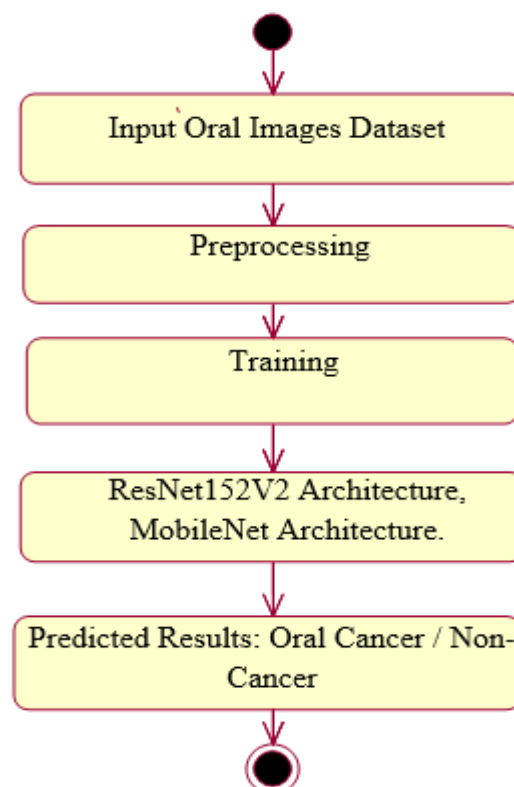 Input Oral Images Dataset
Preprocessing
Training
ResNet152V2 Architecture,
MobileNet Architecture.
Predicted Results: Oral Cancer / Non-
Cancer